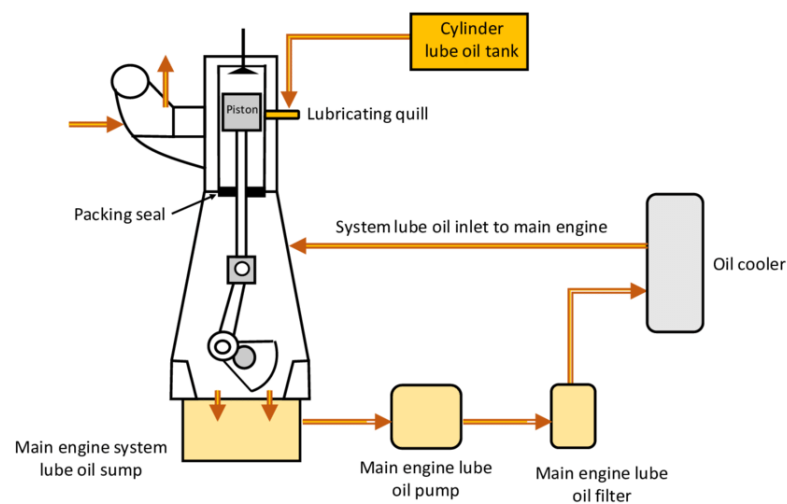 Cylinder
lube oil tank
Piston
Lubricating quill
Packing seal
System lube oil inlet to main engine
Oil cooler
Main engine system
lube oil sump
Main engine lube
oil pump
Main engine lube
oil filter